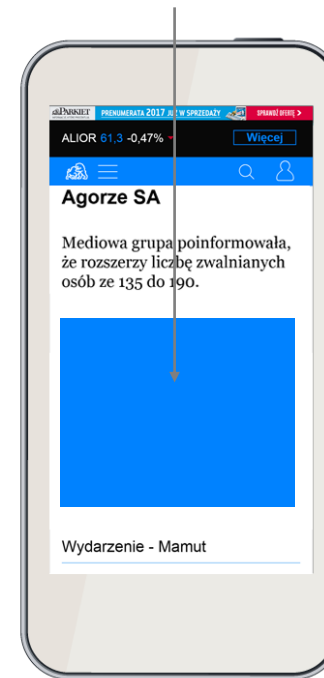 PARKIET PRENUMERATA 2017 JUŻ W SPRZEDAŻY SPRAWDŹ OFERTĘ >
ALIOR 61,3 -0,47% Więcej
Agorze SA
Mediowa grupa poinformowała,
że rozszerzy liczbę zwalnianych
osób ze 135 do 190.
Wydarzenie - Mamut